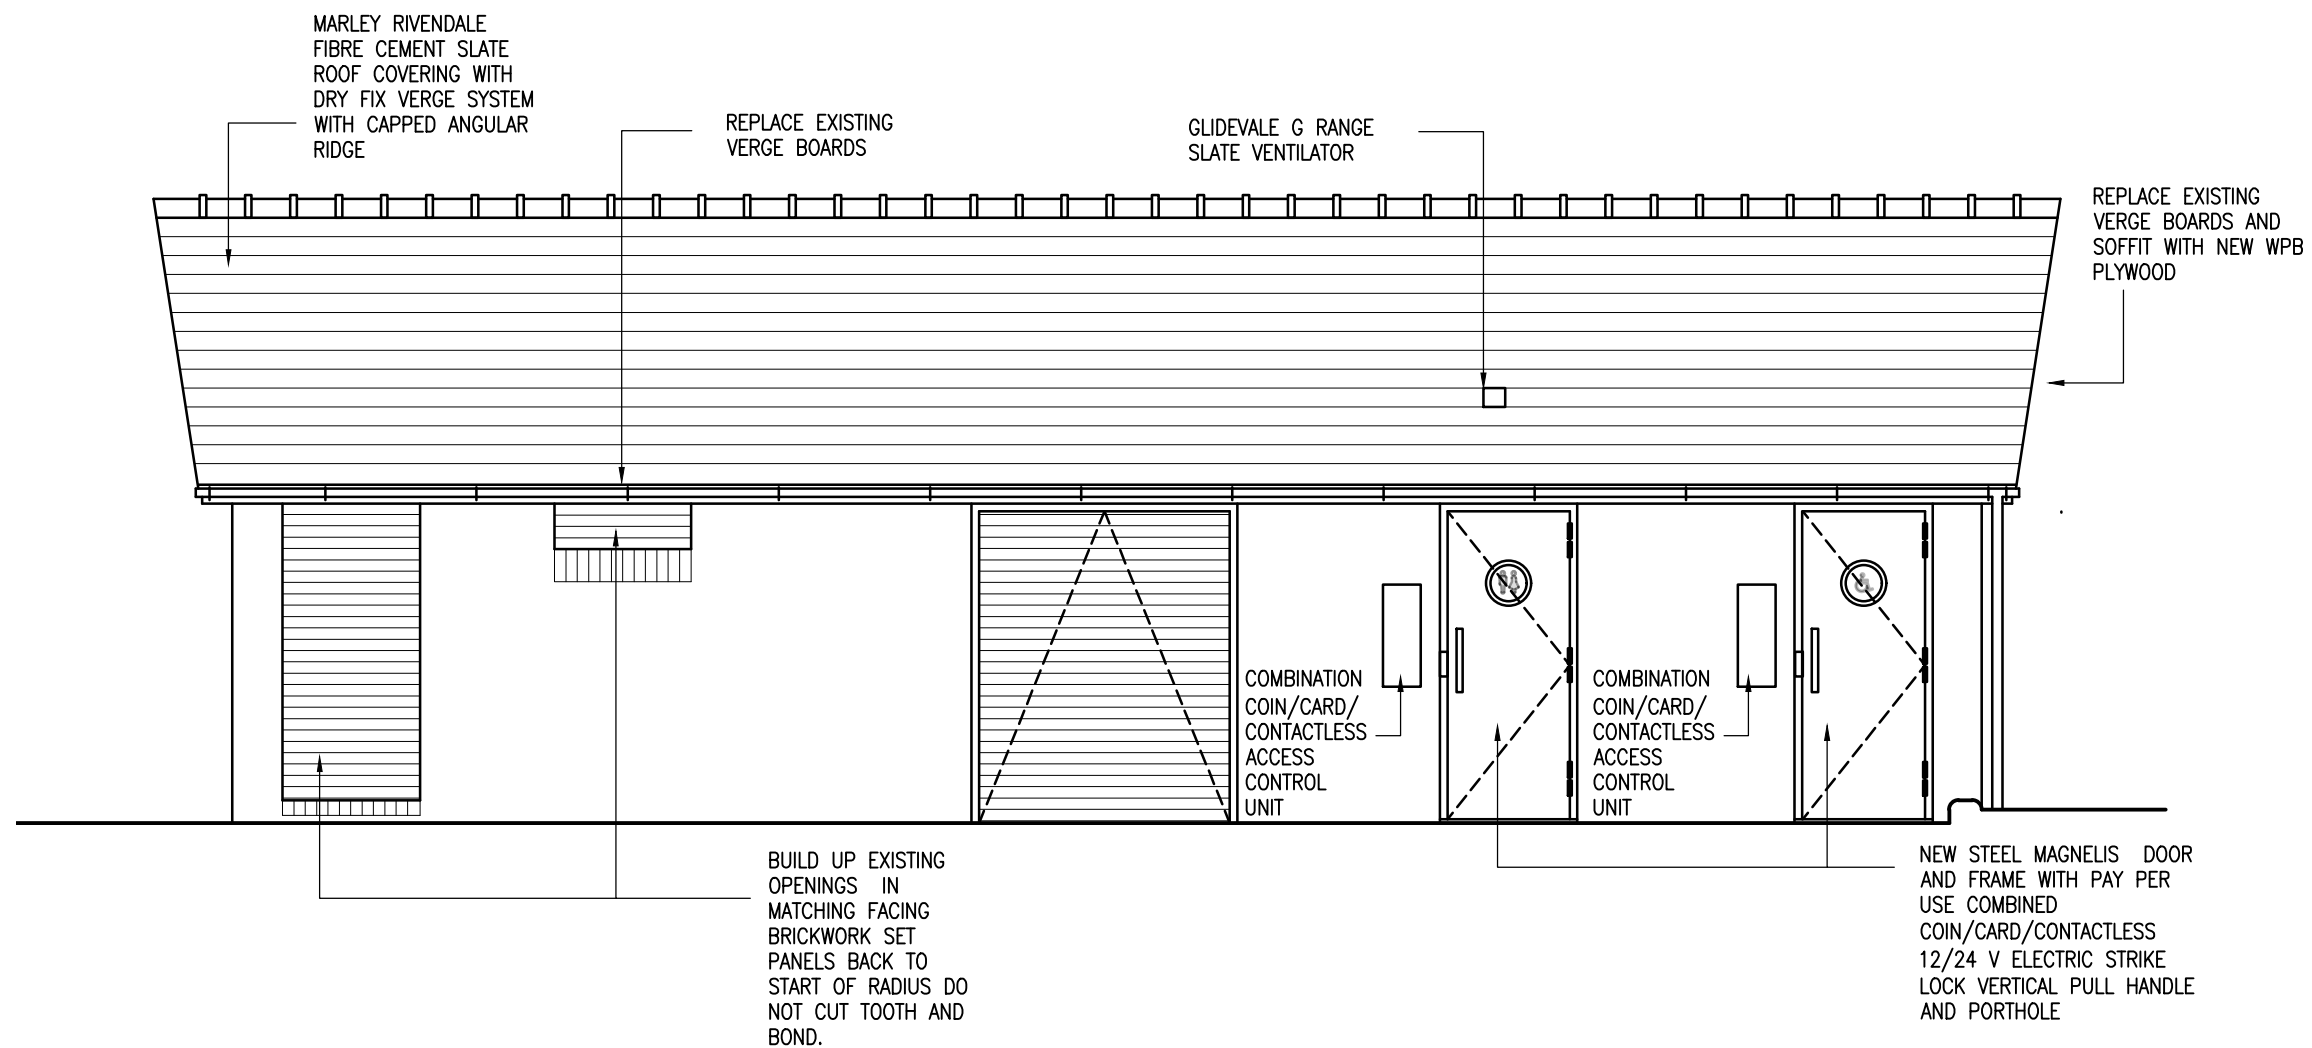 MARLEY RIVENDALE
FIBRE CEMENT SLATE
ROOF COVERING WITH
DRY FIX VERGE SYSTEM
WITH CAPPED ANGULAR
RIDGE
REPLACE EXISTING
VERGE BOARDS
GLIDEVALE G RANGE
SLATE VENTILATOR
REPLACE EXISTING
VERGE BOARDS AND
SOFFIT WITH NEW WPB
PLYWOOD
COMBINATION
COIN/CARD/
CONTACTLESS
ACCESS
CONTROL
UNIT
COMBINATION
COIN/CARD/
CONTACTLESS
ACCESS
CONTROL
UNIT
BUILD UP EXISTING
OPENINGS IN
MATCHING FACING
BRICKWORK SET
PANELS BACK TO
START OF RADIUS DO
NOT CUT TOOTH AND
BOND.
NEW STEEL MAGNELIS DOOR
AND FRAME WITH PAY PER
USE COMBINED
COIN/CARD/CONTACTLESS
12/24 V ELECTRIC STRIKE
LOCK VERTICAL PULL HANDLE
AND PORTHOLE